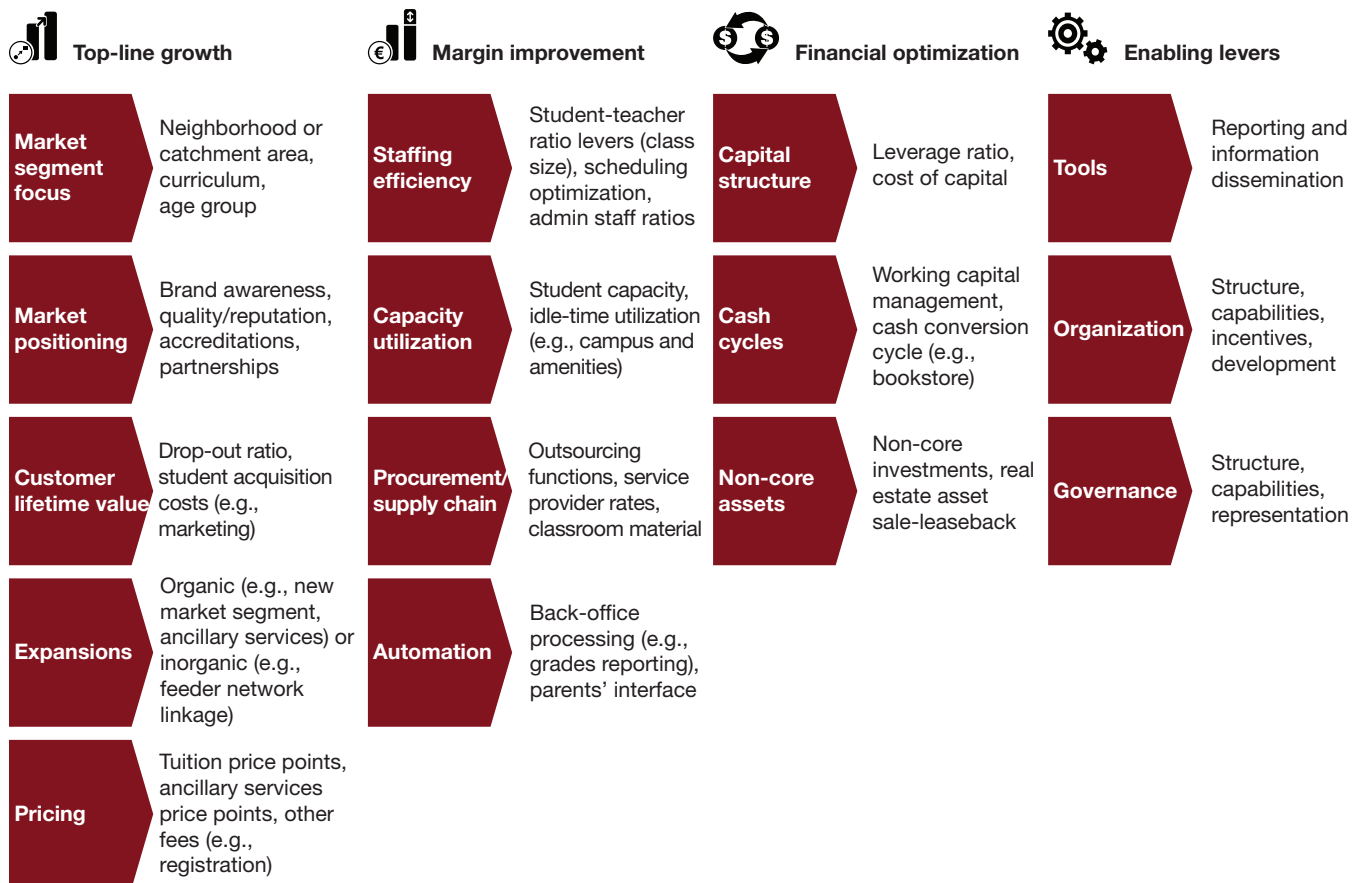 Top-line growth
Market
segment
focus
Neighborhood or
catchment area,
curriculum,
age group
Market
positioning
Brand awareness,
quality/reputation,
accreditations,
partnerships
Customer
lifetime value
Drop-out ratio,
student acquisition
costs (e.g.,
marketing)
Expansions
Organic (e.g., new
market segment,
ancillary services) or
inorganic (e.g.,
feeder network
linkage)
Pricing
Tuition price points,
ancillary services
price points, other
fees (e.g.,
registration)
€
Margin improvement
Staffing
efficiency
Student-teacher
ratio levers (class
size), scheduling
optimization,
admin staff ratios
Capacity
utilization
Student capacity,
idle-time utilization
(e.g., campus and
amenities)
Procurement/
supply chain
Outsourcing
functions, service
provider rates,
classroom material
Automation
Back-office
processing (e.g.,
grades reporting),
parents’ interface
$ $
Financial optimization
Capital
structure
Leverage ratio,
cost of capital
Cash
cycles
Working capital
management,
cash conversion
cycle (e.g.,
bookstore)
Non-core
assets
Non-core
investments, real
estate asset
sale-leaseback
Enabling levers
Tools
Reporting and
information
dissemination
Organization
Structure,
capabilities,
incentives,
development
Governance
Structure,
capabilities,
representation